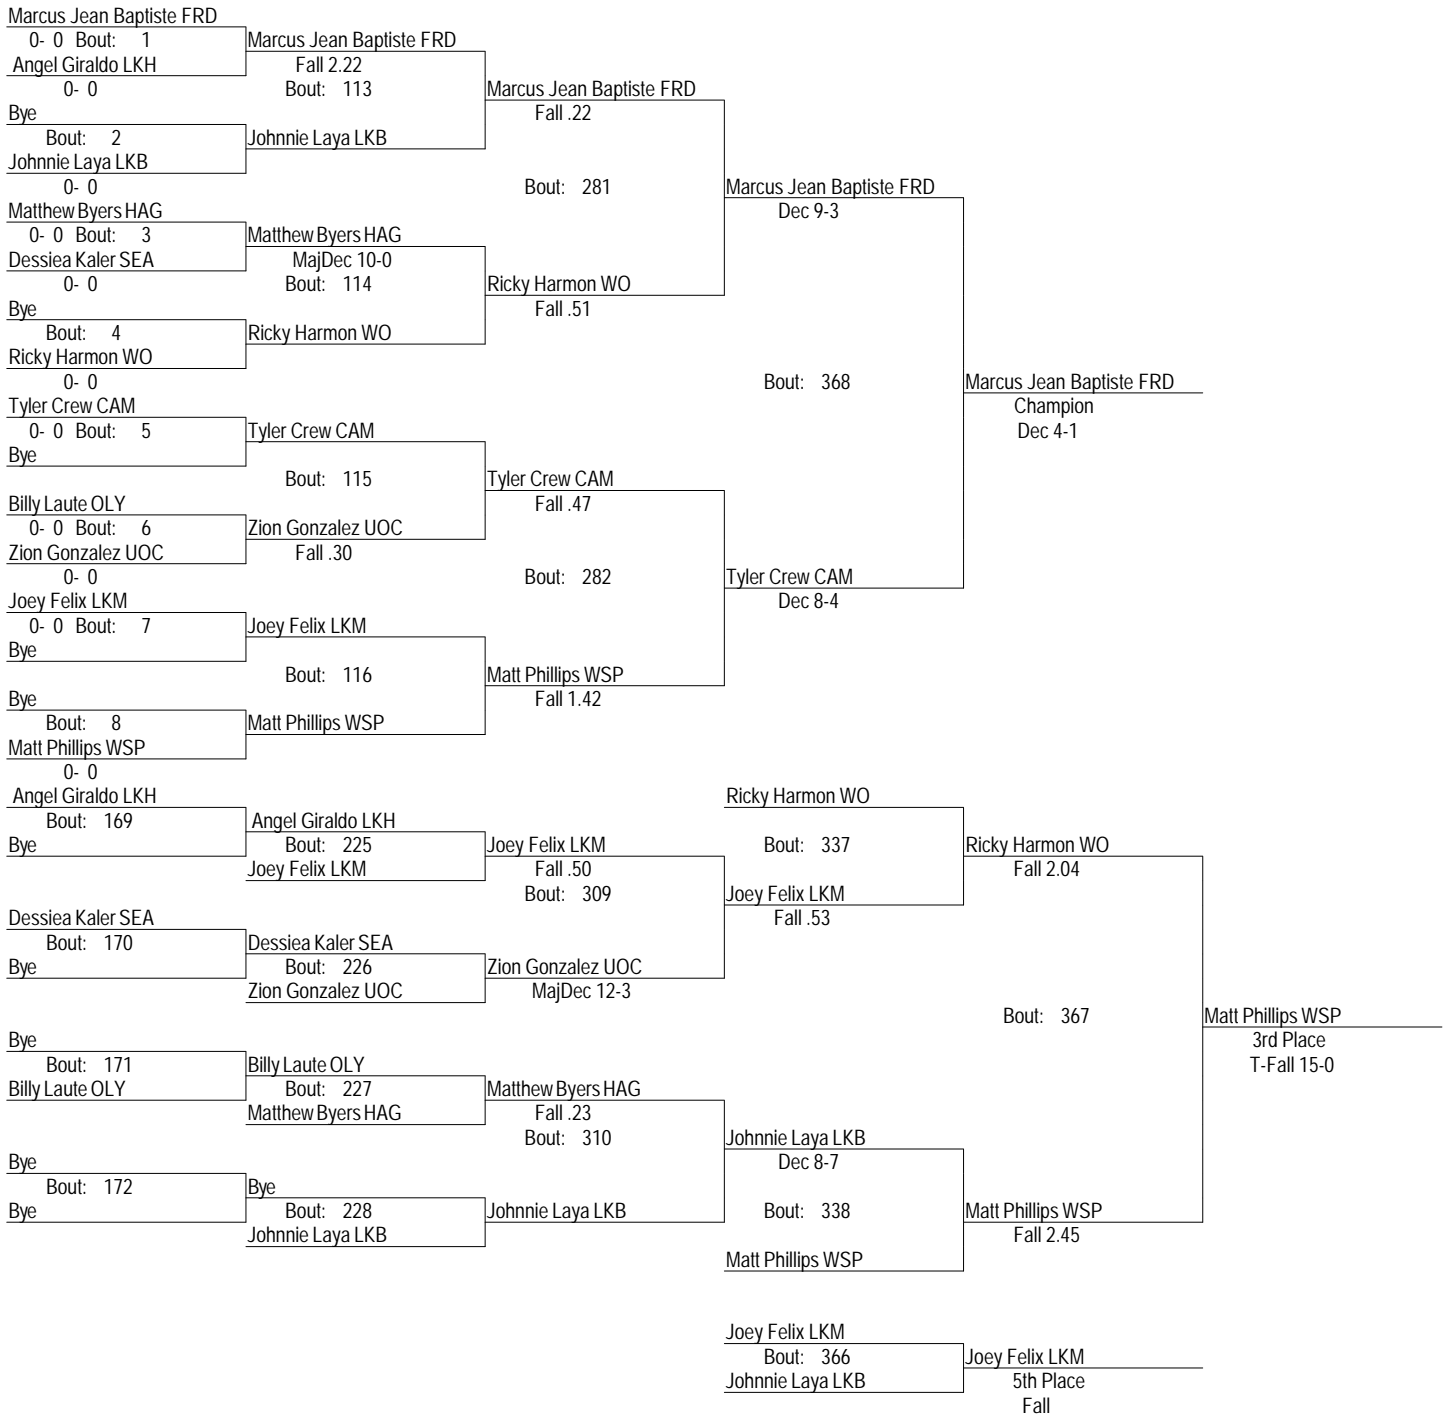 Marcus Jean Baptiste FRD
0- 0 Bout: 1
Marcus Jean Baptiste FRD
Angel Giraldo LKH
Fall 2.22
0- 0
Bout: 113
Marcus Jean Baptiste FRD
Bye
Fall .22
Bout: 2
Johnnie Laya LKB
Johnnie Laya LKB
0- 0
Bout: 281
Marcus Jean Baptiste FRD
Matthew Byers HAG
Dec 9-3
0- 0 Bout: 3
Matthew Byers HAG
Dessiea Kaler SEA
MajDec 10-0
0- 0
Bout: 114
Ricky Harmon WO
Bye
Fall .51
Bout: 4
Ricky Harmon WO
Ricky Harmon WO
0- 0
Bout: 368
Marcus Jean Baptiste FRD
Tyler Crew CAM
Champion
0- 0 Bout: 5
Tyler Crew CAM
Dec 4-1
Bye
Bout: 115
Tyler Crew CAM
Billy Laute OLY
Fall .47
0- 0 Bout: 6
Zion Gonzalez UOC
Zion Gonzalez UOC
Fall .30
0- 0
Bout: 282
Tyler Crew CAM
Joey Felix LKM
Dec 8-4
0- 0 Bout: 7
Joey Felix LKM
Bye
Bout: 116
Matt Phillips WSP
Bye
Fall 1.42
Bout: 8
Matt Phillips WSP
Matt Phillips WSP
0- 0
Angel Giraldo LKH
Ricky Harmon WO
Bout: 169
Angel Giraldo LKH
Bye
Bout: 225
Joey Felix LKM
Bout: 337
Ricky Harmon WO
Joey Felix LKM
Fall .50
Fall 2.04
Bout: 309
Joey Felix LKM
Dessiea Kaler SEA
Fall .53
Bout: 170
Dessiea Kaler SEA
Bye
Bout: 226
Zion Gonzalez UOC
Zion Gonzalez UOC
MajDec 12-3
Bout: 367
Matt Phillips WSP
Bye
3rd Place
Bout: 171
Billy Laute OLY
T-Fall 15-0
Billy Laute OLY
Bout: 227
Matthew Byers HAG
Matthew Byers HAG
Fall .23
Bout: 310
Johnnie Laya LKB
Bye
Dec 8-7
Bout: 172
Bye
Bye
Bout: 228
Johnnie Laya LKB
Bout: 338
Matt Phillips WSP
Johnnie Laya LKB
Fall 2.45
Matt Phillips WSP
Joey Felix LKM
Bout: 366
Joey Felix LKM
Johnnie Laya LKB
5th Place
Fall